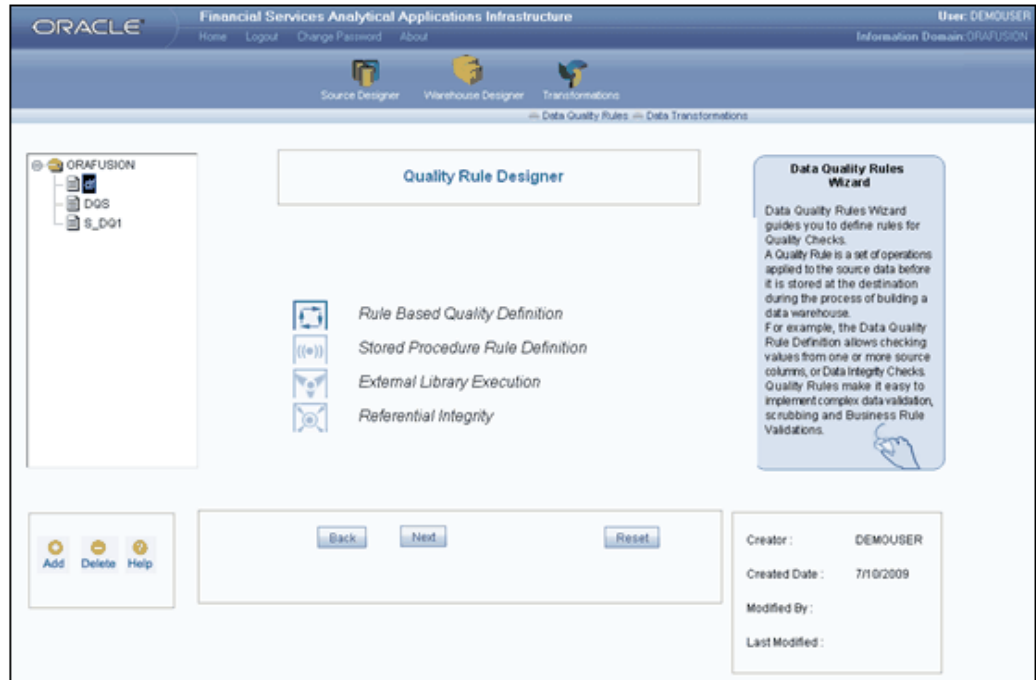 ORACLE
Financial Services Analytical Applications Infrastructure
User: DEMOUSER
Home Logout Change Password About
Information Domain:ORAFUSION
Source Designer Warehouse Designer Transformations
Data Quality Rules Data Transformations
ORAFUSION
df
DQS
S_DQ1
Quality Rule Designer
Rule Based Quality Definition
Stored Procedure Rule Definition
External Library Execution
Referential Integrity
Data Quality Rules
Wizard
Data Quality Rules Wizard
guides you to define rules for
Quality Checks.
A Quality Rule is a set of operations
applied to the source data before
it is stored at the destination
during the process of building a
data warehouse.
For example, the Data Quality
Rule Definition allows checking
values from one or more source
columns, or Data Integrity Checks.
Quality Rules make it easy to
implement complex data validation,
scrubbing and Business Rule
Validations.
Add Delete Help
Back Next Reset
Creator : DEMOUSER
Created Date : 7/10/2009
Modified By :
Last Modified :